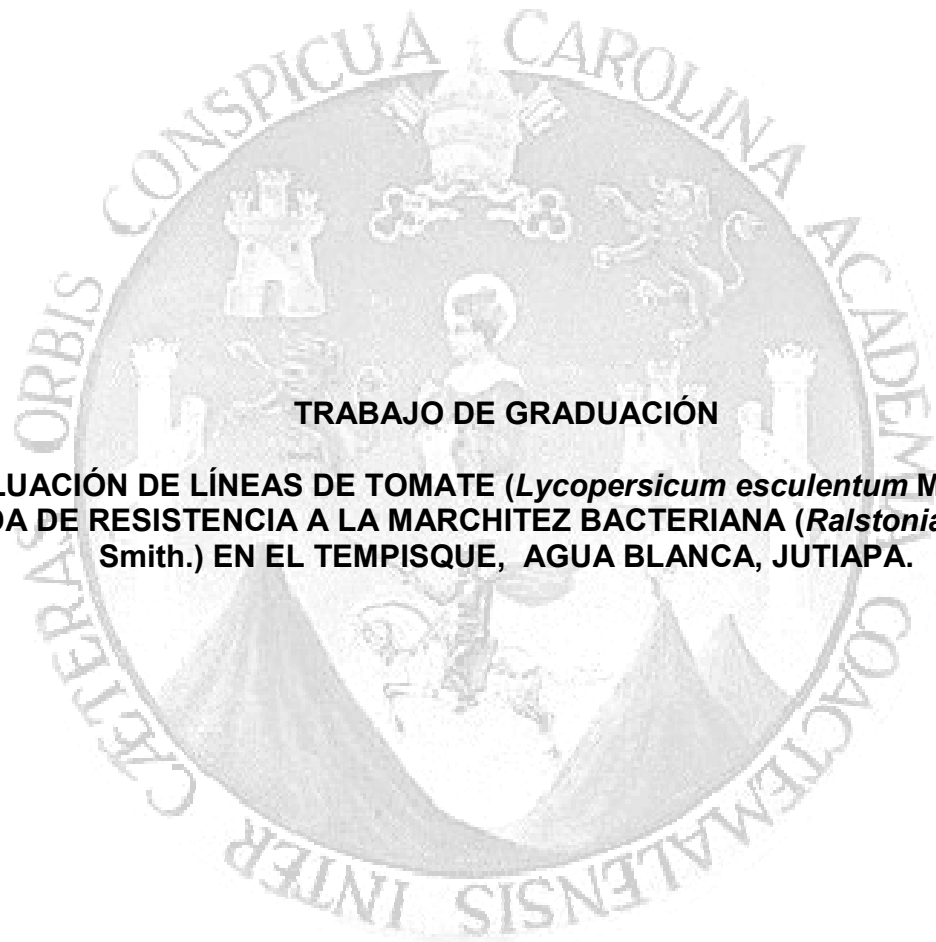 CÆTERAS ORBIS CONSPICUA CAROLINA ACADEMIA COACTEMALENSIS INTER
TRABAJO DE GRADUACIÓN
LUACIÓN DE LÍNEAS DE TOMATE (Lycopersicum esculentum M
DA DE RESISTENCIA A LA MARCHITEZ BACTERIANA (Ralstonia
Smith.) EN EL TEMPISQUE, AGUA BLANCA, JUTIAPA.